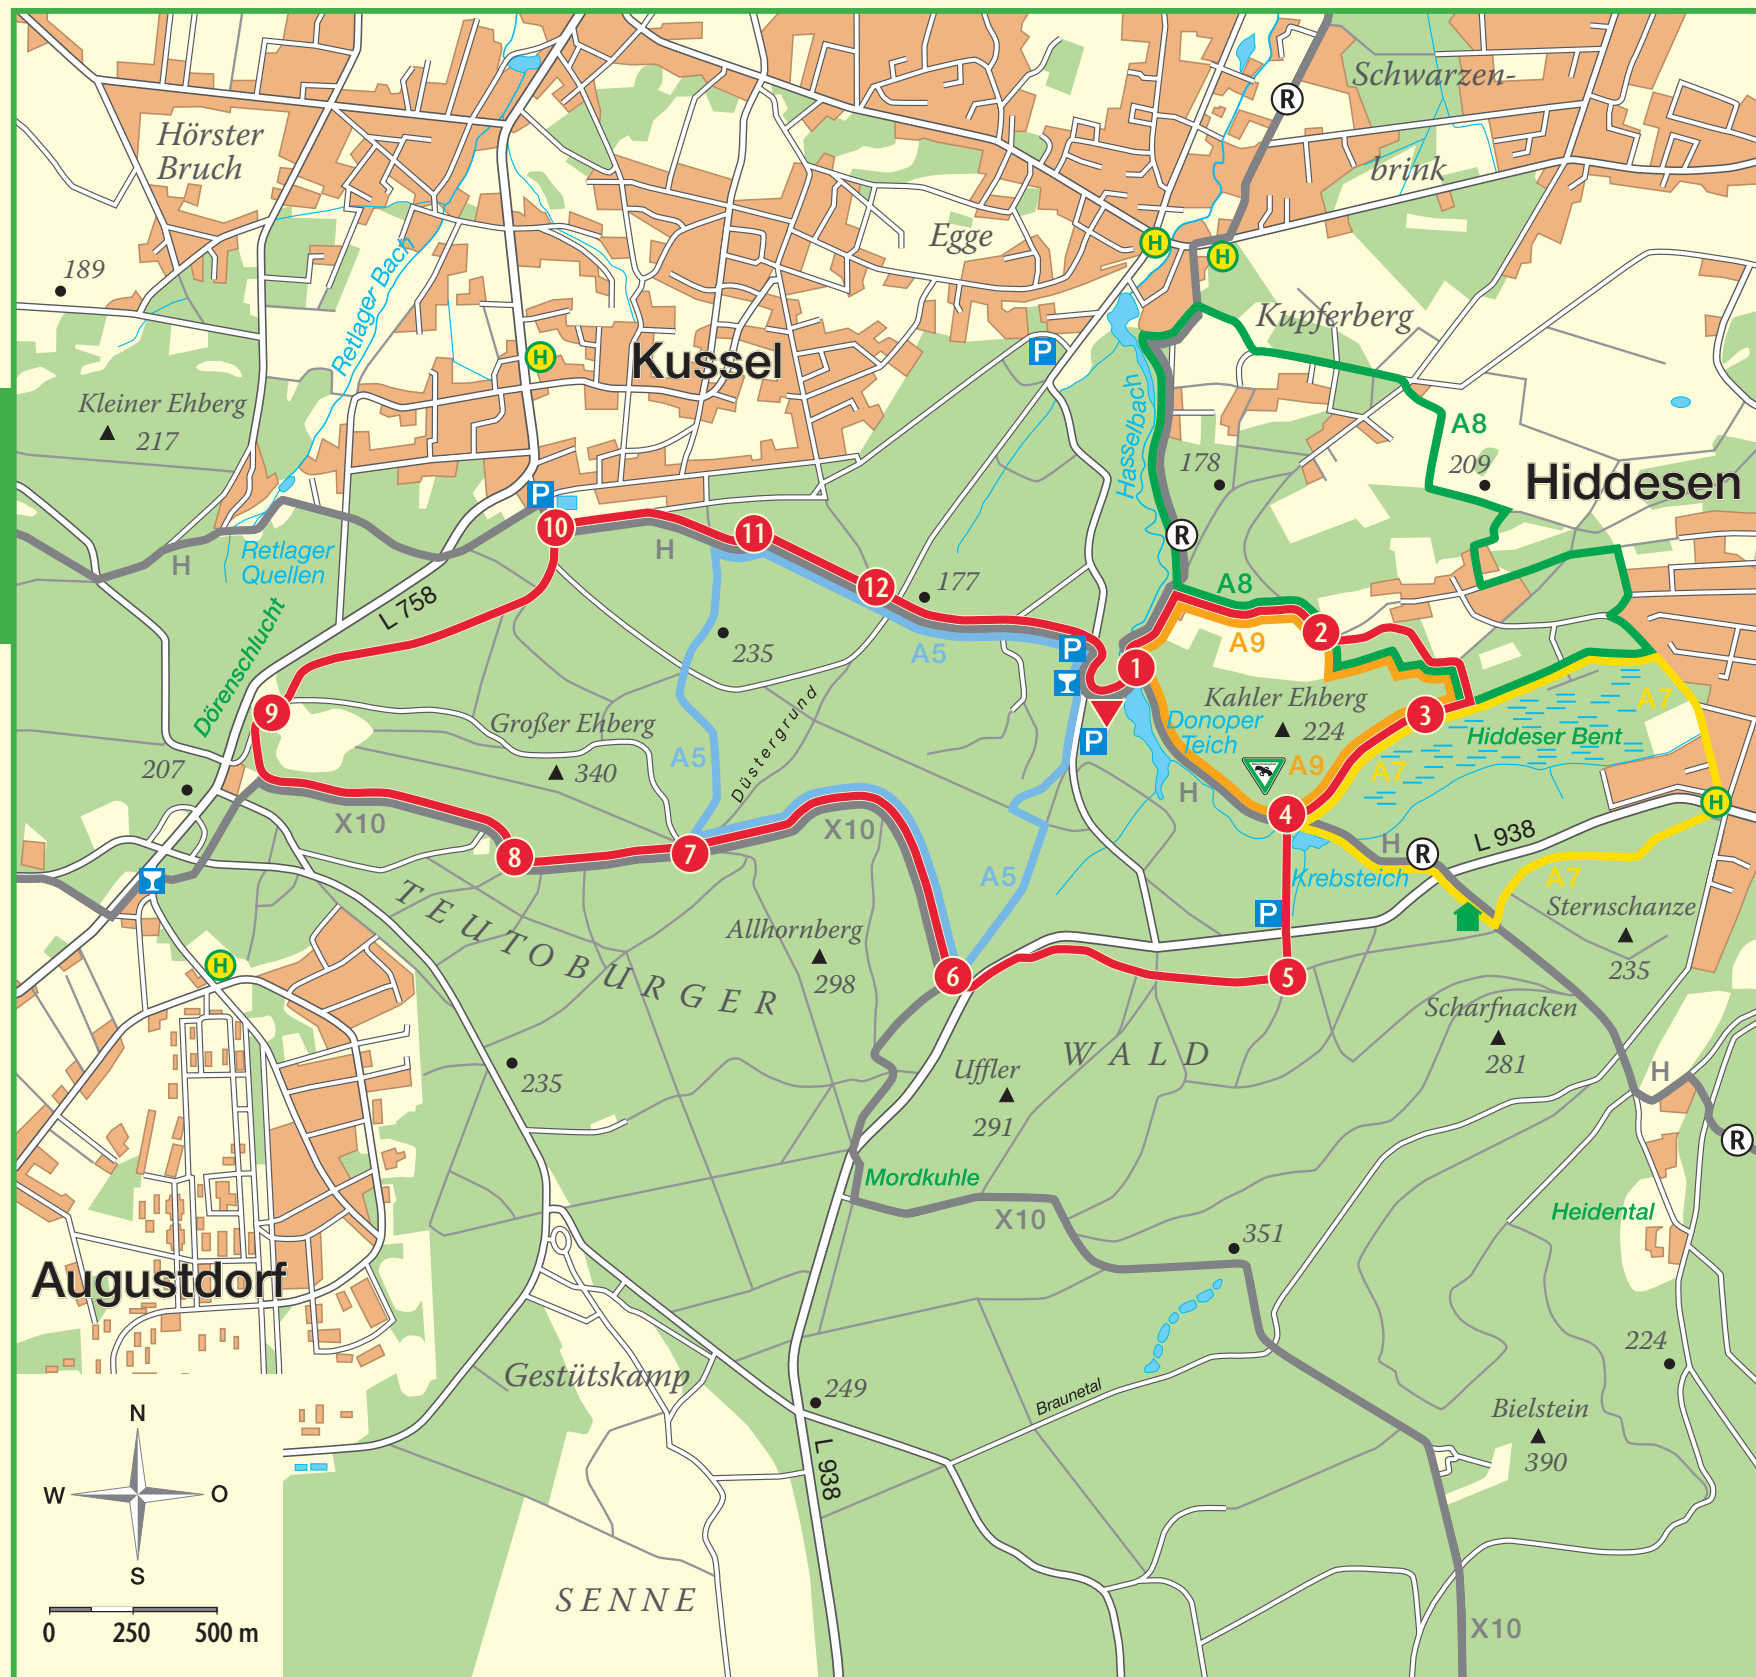 Schwarzen-
R
Hörster
Bruch
brink
Egge
H
H
189
Retlager Bach
Kupferberg
P
H
Kussel
Hasselbach
Kleiner Ehberg
217
A8
178
209
Hiddesen
P
10
11
H
R
Retlager
Quellen
H
L 758
12
177
A8
Dörenschlucht
235
A5
P
1
A9
2
9
Großer Ehberg
Düstergrund
Kahler Ehberg
224
Donoper
Teich
3
A7
Hiddeser Bent
P
207
340
A5
A9
A7
H
H
X10
X10
4
H
R
L 938
8
7
A5
Krebsteich
A7
P
Sternschanze
235
TEUTOBURGER
Allhornberg
298
H
6
5
Scharfnacken
281
WALD
235
Uffler
291
H
R
Mordkuhle
X10
Heidental
351
Augustdorf
224
Gestütskamp
249
Braunetal
Bielstein
390
L 938
N
W
O
S
SENNE
0
250
500 m
X10